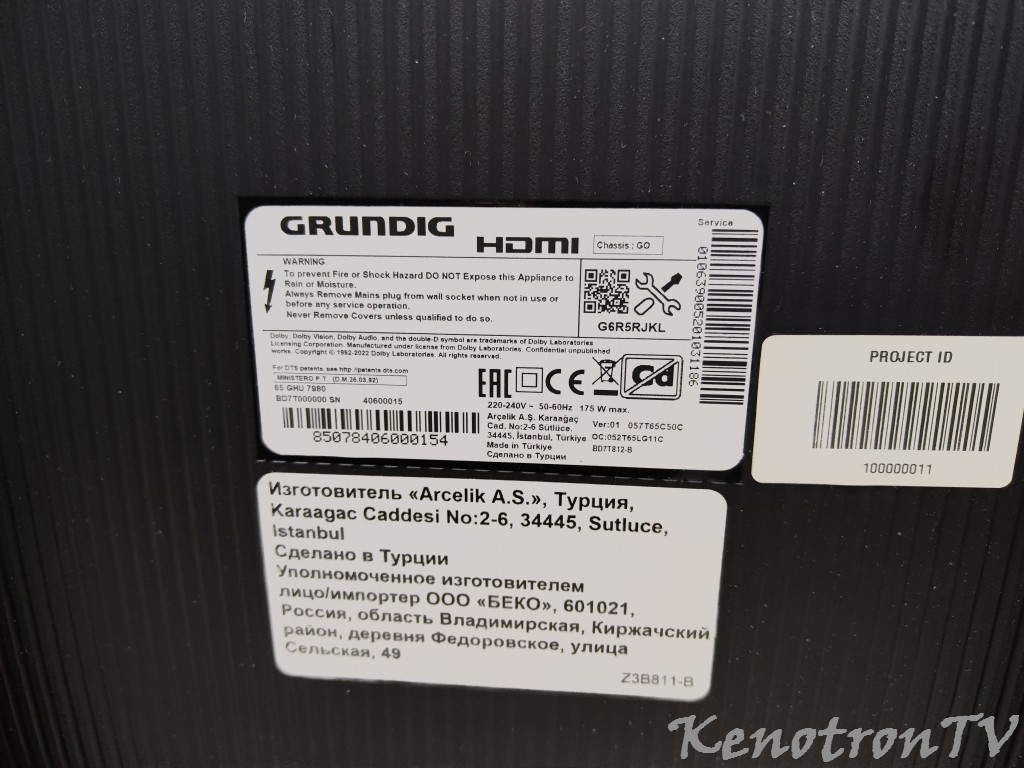 GRUNDIG
HDMI
Chassis : GO
Service
WARNING
To prevent Fire or Shock Hazard DO NOT Expose this Appliance to
Rain or Moisture.
Always Remove Mains plug from wall socket when not in use or
before any service operation.
Never Remove Covers unless qualified to do so.
G6R5RJKL
01063900520103118​6
Dolby, Dolby Vision, Dolby Audio, and the double-D symbol are trademarks of Dolby Laboratories
Licensing Corporation. Manufactured under license from Dolby Laboratories. Confidential unpublished
works. Copyright © 1992-2022 Dolby Laboratories. All rights reserved.
For DTS patents, see http://patents.dts.com
MINISTERO P.T. (D.M.26.03.92)
65 GHU 7980
BD7T000000 SN 40600015
85078406000154
EAC
CE
Gd
220-240V ~ 50-60Hz 175 W max.
Arçelik A.Ş. Karaağaç
Cad. No:2-6 Sütlüce.
34445, İstanbul, Türkiye
Made in Türkiye
Сделано в Турции
Ver:01 057T65C50C
OC:052T65LG11C
BD7T812-B
PROJECT ID
100000011
Изготовитель «Arcelik A.S.», Турция,
Karaagac Caddesi No:2-6, 34445, Sutluce,
Istanbul
Сделано в Турции
Уполномоченное изготовителем
лицо/импортер ООО «БЕКО», 601021,
Россия, область Владимирская, Киржачский
район, деревня Федоровское, улица
Сельская, 49
Z3B811-B
KenotronTV